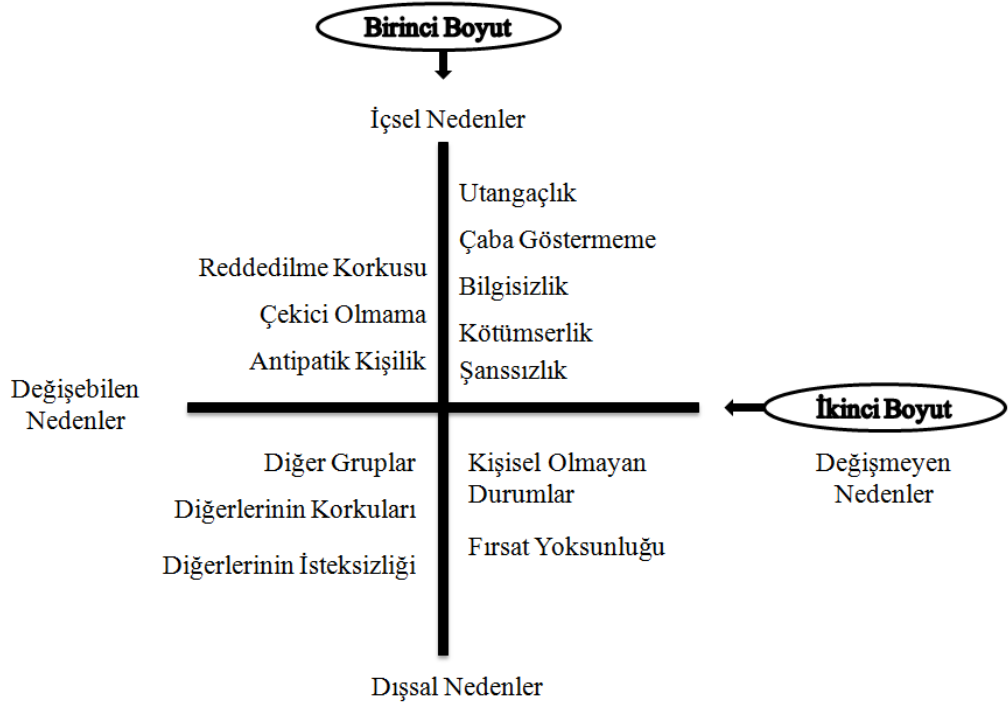 Birinci Boyut
İçsel Nedenler
Utangaçlık
Çaba Göstermeme
Reddedilme Korkusu
Bilgisizlik
Çekici Olmama
Kötümserlik
Antipatik Kişilik
Şanssızlık
Değişebilen
Nedenler
İkinci Boyut
Değişmeyen
Nedenler
Diğer Gruplar
Diğerlerinin Korkuları
Diğerlerinin İsteksizliği
Kişisel Olmayan
Durumlar
Fırsat Yoksunluğu
Dışsal Nedenler